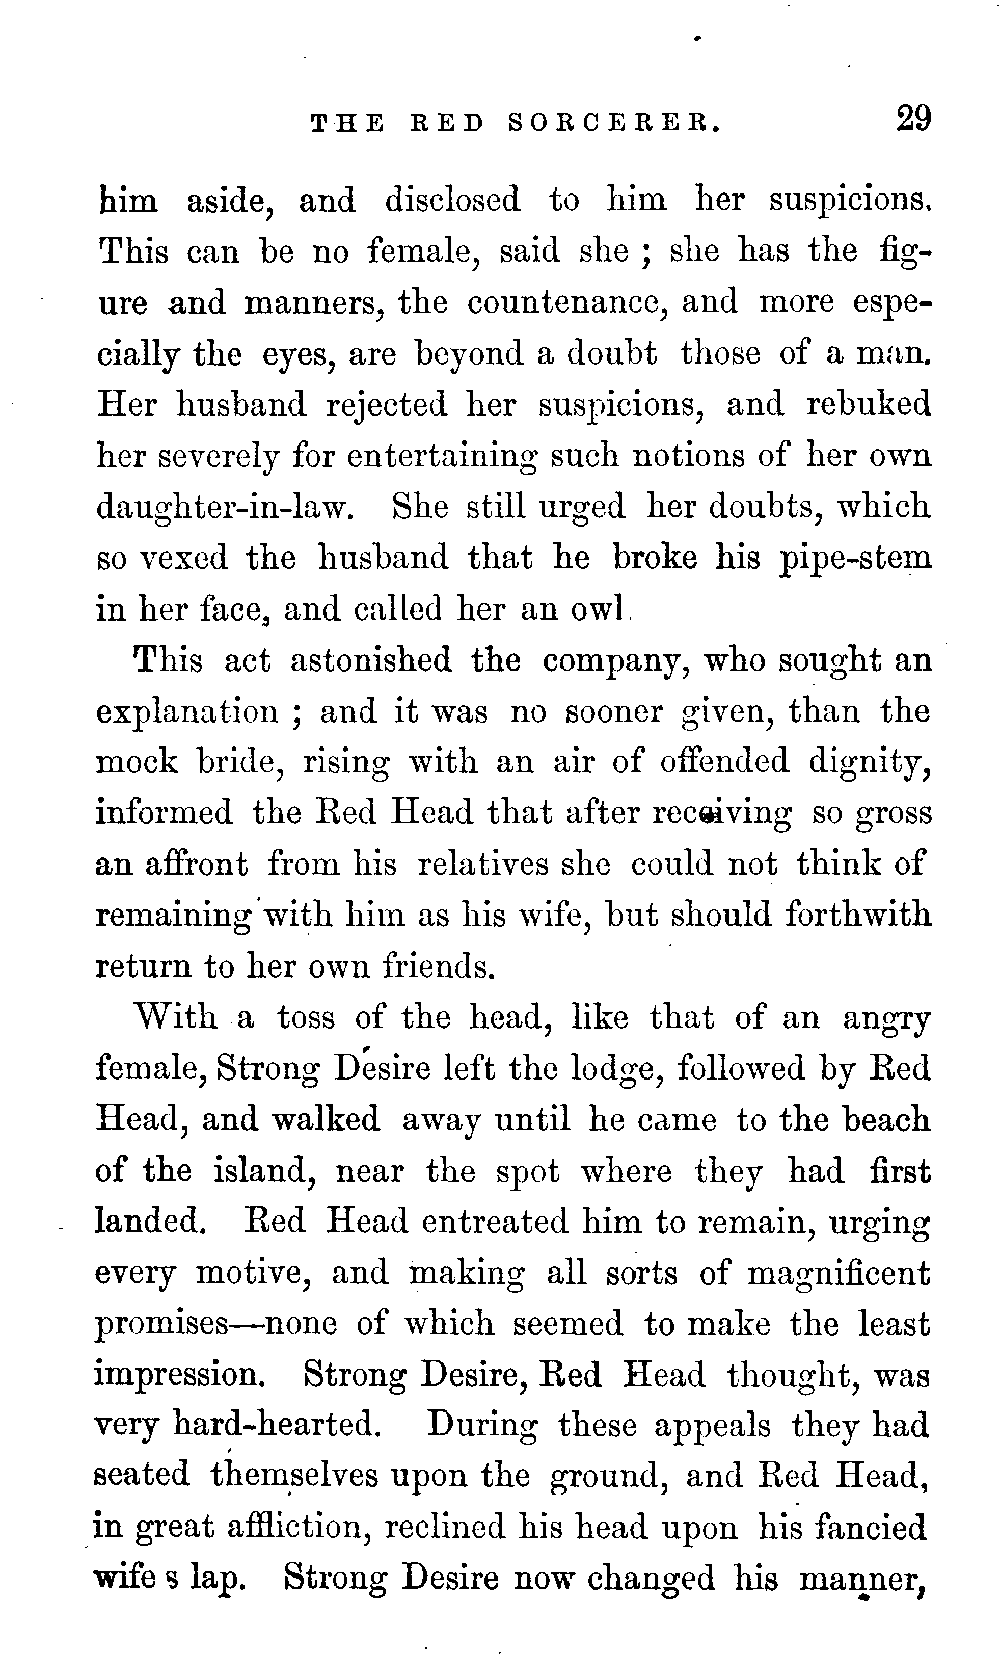 THE RED SORCERER. 29
him aside, and disclosed to him her suspicions.
This can be no female, said she ; she has the fig-
ure and manners, the countenance, and more espe-
cially the eyes, are beyond a doubt those of a man.
Her husband rejected her suspicions, and rebuked
her severely for entertaining such notions of her own
daughter-in-law. She still urged her doubts, which
so vexed the husband that he broke his pipe-stem
in her face, and called her an owl.
This act astonished the company, who sought an
explanation ; and it was no sooner given, than the
mock bride, rising with an air of offended dignity,
informed the Red Head that after receiving so gross
an affront from his relatives she could not think of
remaining with him as his wife, but should forthwith
return to her own friends.
With a toss of the head, like that of an angry
female, Strong Desire left the lodge, followed by Red
Head, and walked away until he came to the beach
of the island, near the spot where they had first
landed. Red Head entreated him to remain, urging
every motive, and making all sorts of magnificent
promises—none of which seemed to make the least
impression. Strong Desire, Red Head thought, was
very hard-hearted. During these appeals they had
seated themselves upon the ground, and Red Head,
in great affliction, reclined his head upon his fancied
wife s lap. Strong Desire now changed his manner,